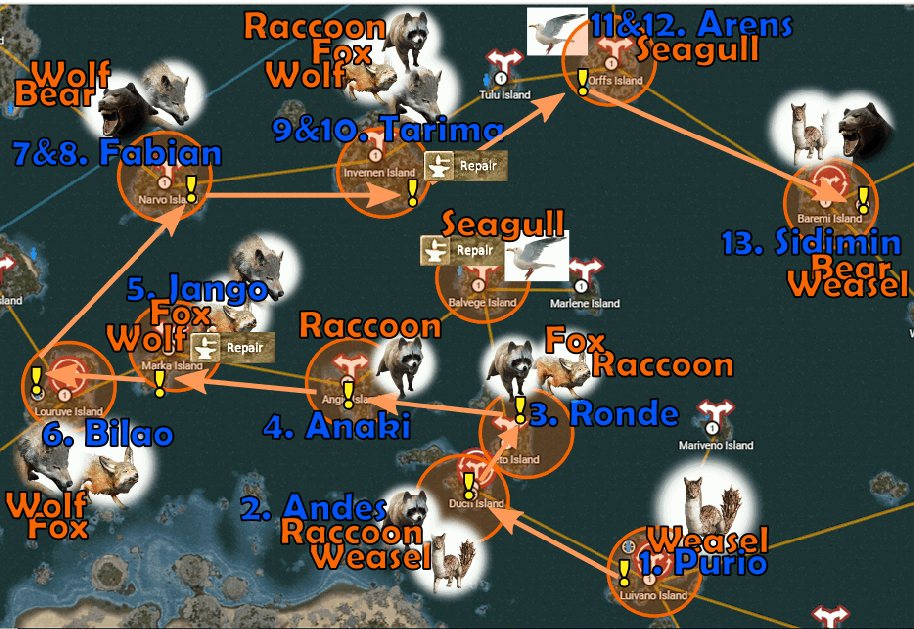 Raccoon
Fox
Wolf
11&12. Arens
Seagull
Orffs Island
Tulu Island
Wolf
Bear
7&8. Fabian
Narvo Isla
9&10. Tarima
Invernen Island
Repair
Baremi Island
13. Sidimin
Bear
Weasel
Seagull
Repair
Balvege Island
Marlene Island
5. Jango
Fox
Wolf
Repair
Marka Island
Raccoon
Fox
Raccoon
Louruve Island
6. Bilao
Wolf
Fox
4. Anaki
3. Ronde
eto Island
Mariveno Island
2. Andes
Raccoon
Weasel
Duch Island
Weasel
1. Purio
Luivano Island